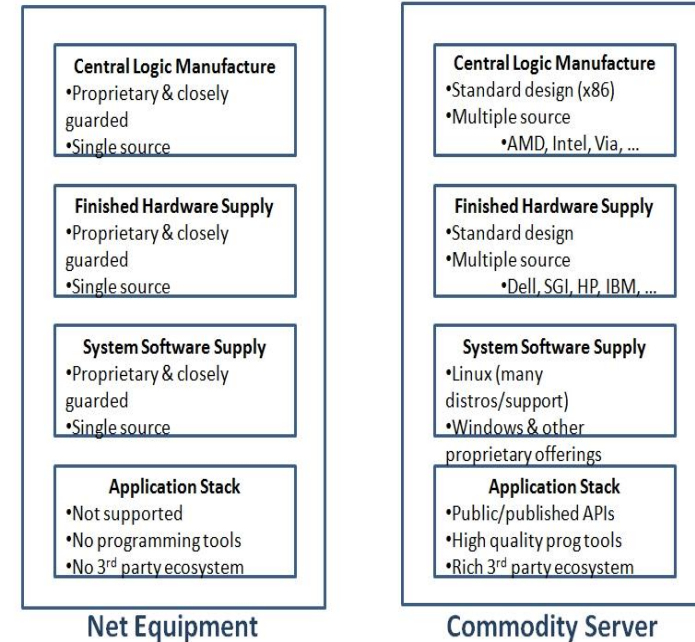 Central Logic Manufacture
•Proprietary & closely
guarded
•Single source
Finished Hardware Supply
•Proprietary & closely
guarded
•Single source
System Software Supply
•Proprietary & closely
guarded
•Single source
Application Stack
•Not supported
•No programming tools
•No 3rd party ecosystem
Net Equipment
Central Logic Manufacture
•Standard design (x86)
•Multiple source
•AMD, Intel, Via, ...
Finished Hardware Supply
•Standard design
•Multiple source
•Dell, SGI, HP, IBM, ...
System Software Supply
•Linux (many
distros/support)
•Windows & other
proprietary offerings
Application Stack
•Public/published APIs
•High quality prog tools
•Rich 3rd party ecosystem
Commodity Server